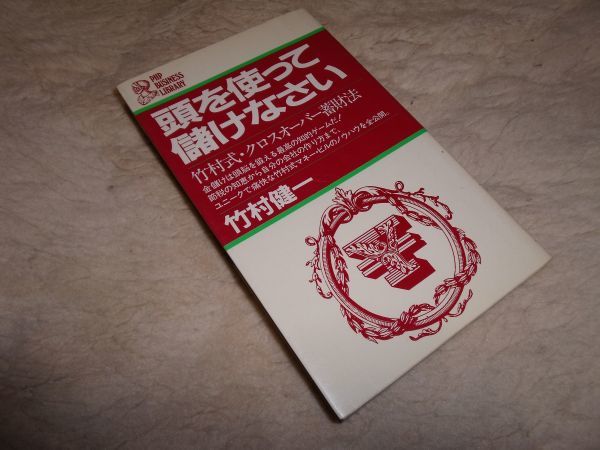 PHP
BUSINESS
LIBRARY
頭を使って
儲けなさい
竹村式・クロスオーバー蓄財法
金儲けは頭脳を鍛える最高の知的ゲームだ!
節税の知恵から自分の会社の作り方まで、
ユニークで痛快な竹村式マネービルのノウハウを全公開。
竹村健一